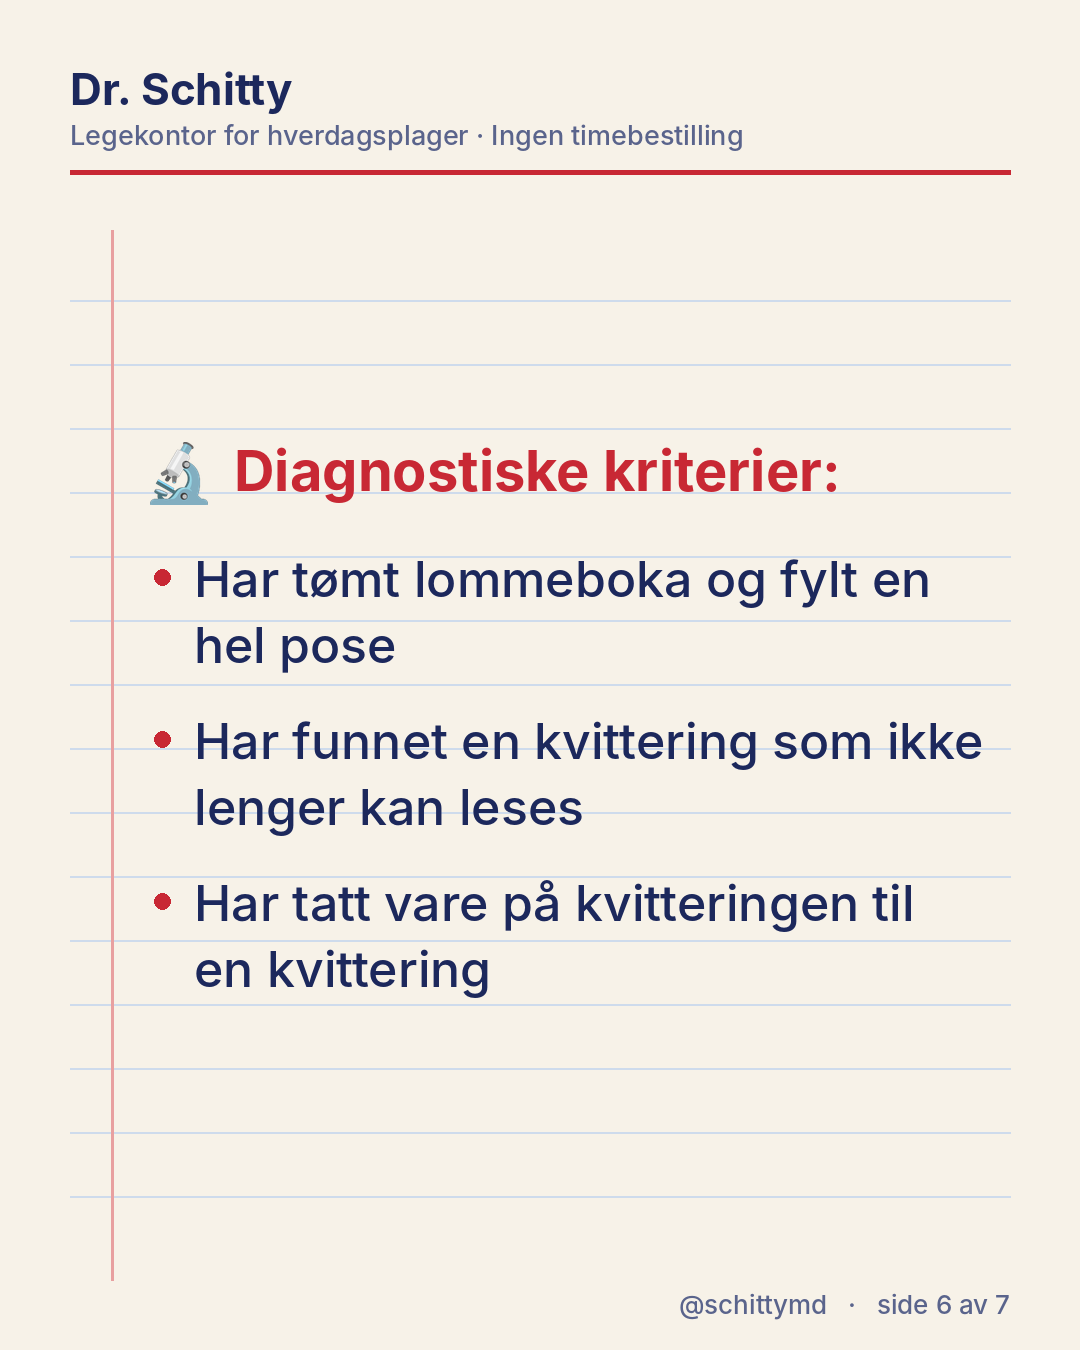 Dr. Schitty
Legekontor for hverdagsplager · Ingen timebestilling
🔬 Diagnostiske kriterier:
• Har tømt lommeboka og fylt en
hel pose
• Har funnet en kvittering som ikke
lenger kan leses
• Har tatt vare på kvitteringen til
en kvittering
@schittymd · side 6 av 7